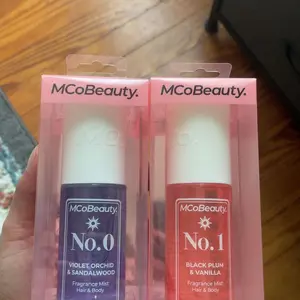 MCoBeauty.
MCoBeauty.
MCoBeauty.
No.0
VIOLET, ORCHID
& SANDALWOOD
Fragrance Mist
Hair & Body
MCoBeauty.
No.1
BLACK PLUM
& VANILLA
Fragrance Mist
Hair & Body